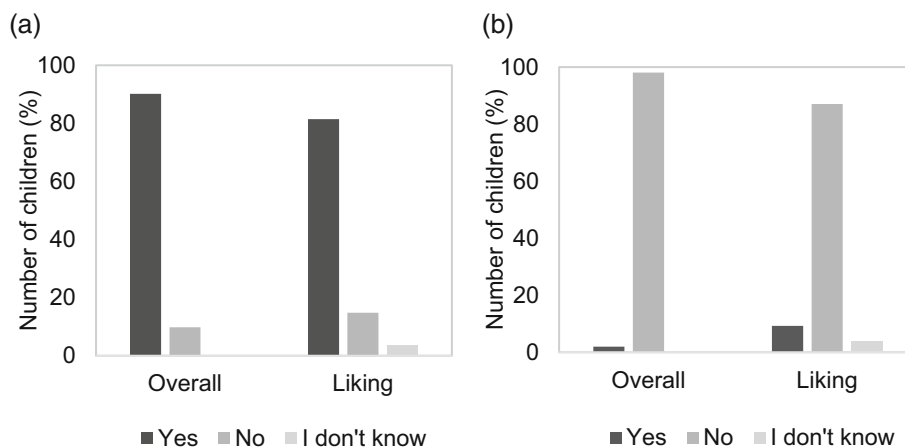 (a)
Number of children (%)
100
80
60
40
20
0
Overall Liking
Yes No I don't know
(b)
Number of children (%)
100
80
60
40
20
0
Overall Liking
Yes No I don't know